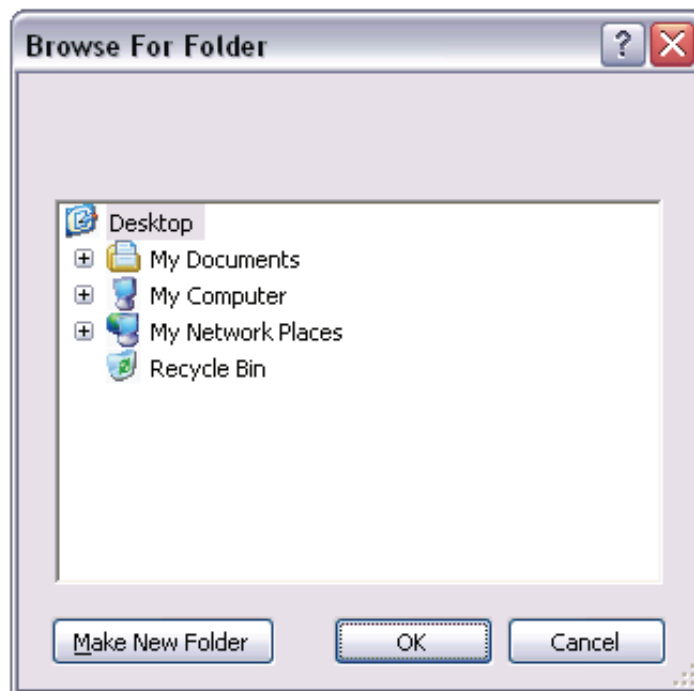 Browse For Folder
?
Desktop
My Documents
My Computer
My Network Places
Recycle Bin
Make New Folder OK Cancel